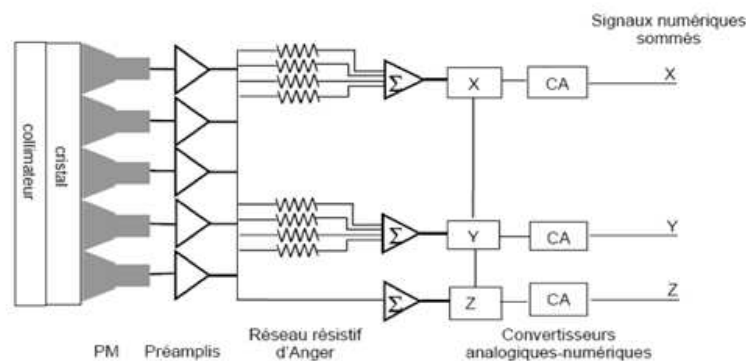 Signaux numériques
sommés
X
CA
X
Σ
collimateur
cristal
Y
CA
Y
Σ
Z
CA
Z
Σ
PM
Préamplis
Réseau résistif
d'Anger
Convertisseurs
analogiques-numériques